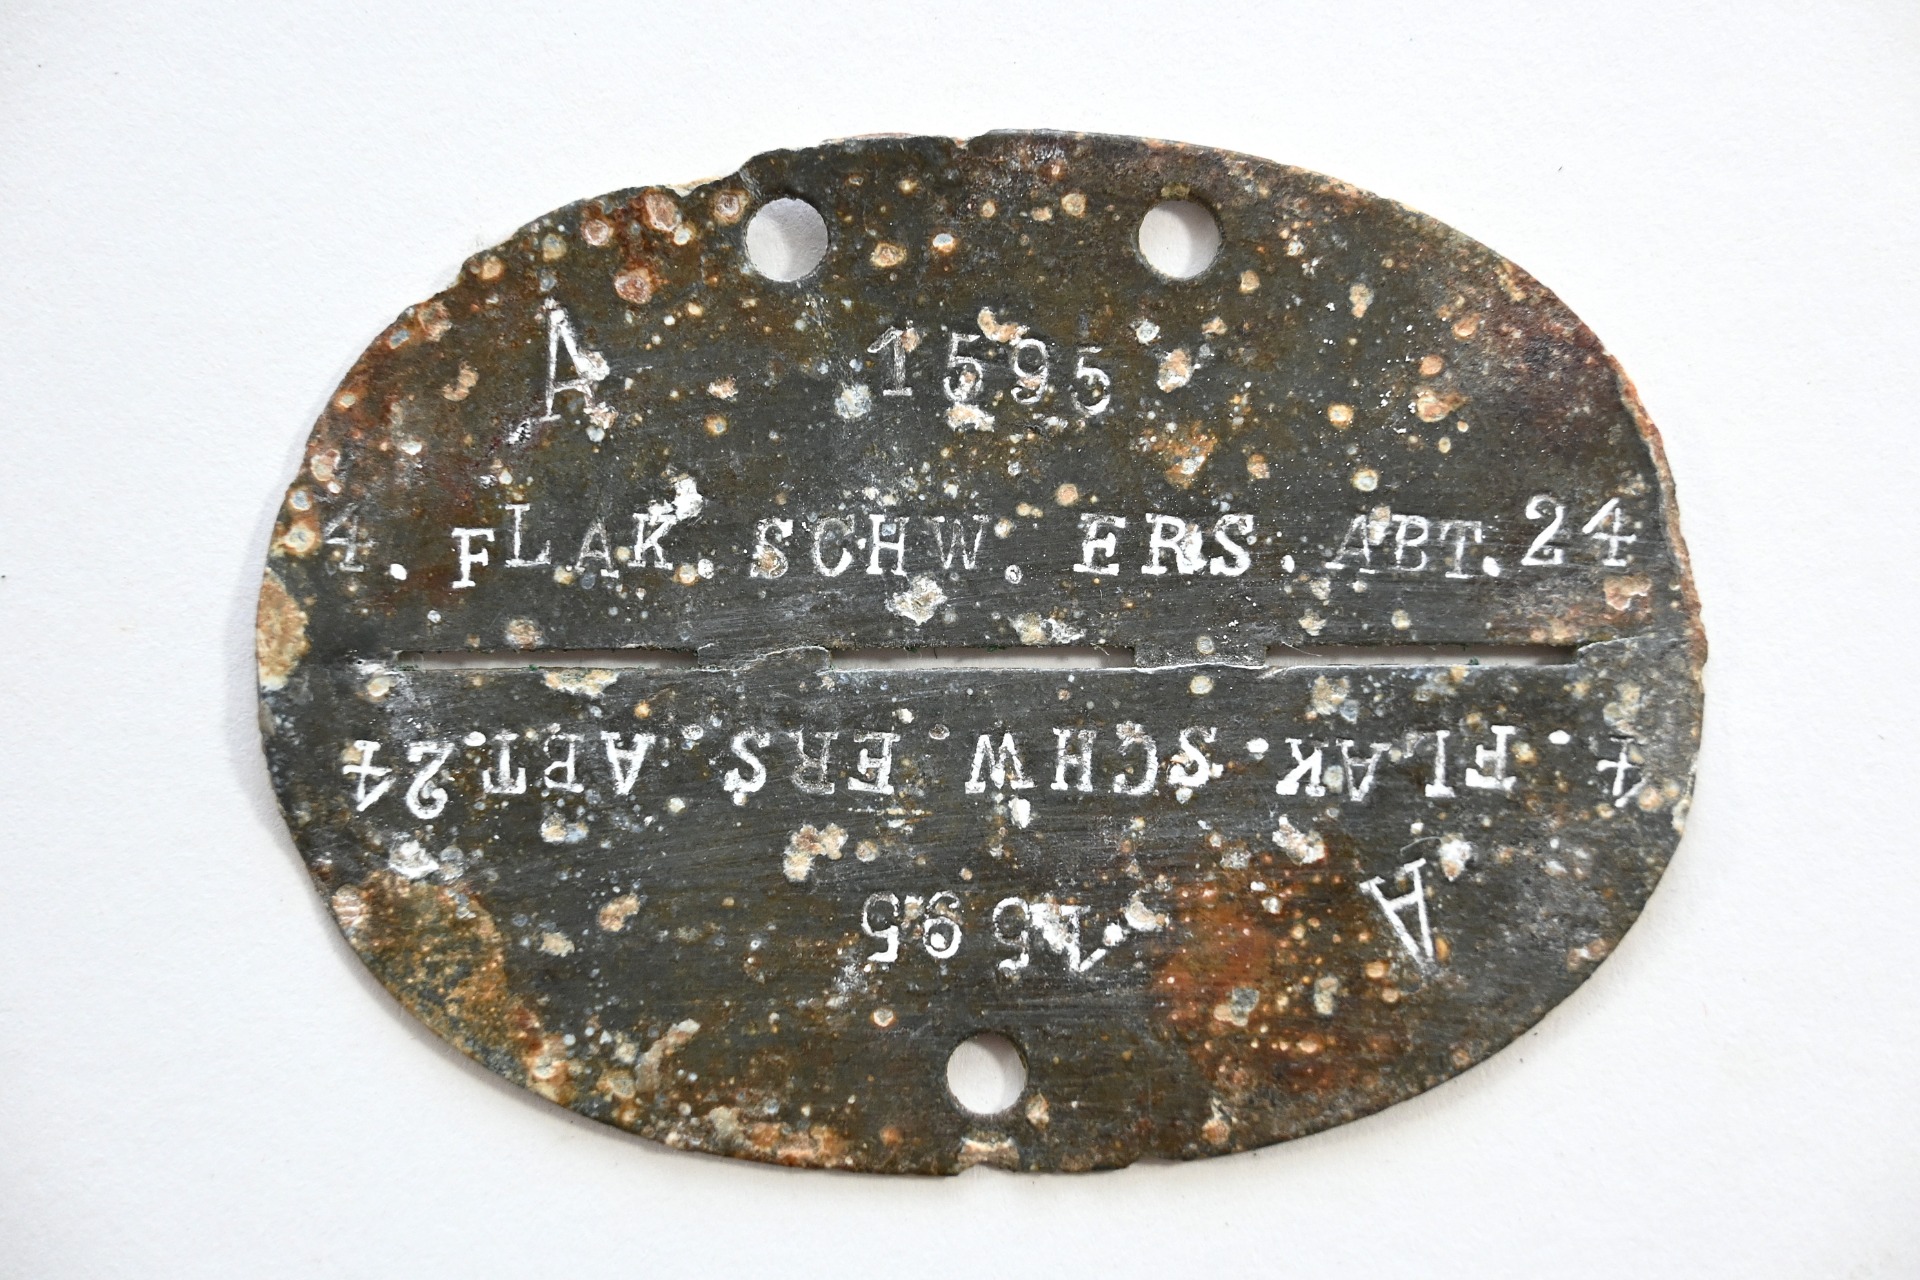 A 1595
4. FLAK. SCHW. ERS. ABT. 24
4. FLAK. SCHW. ERS. ABT. 24
A 1595